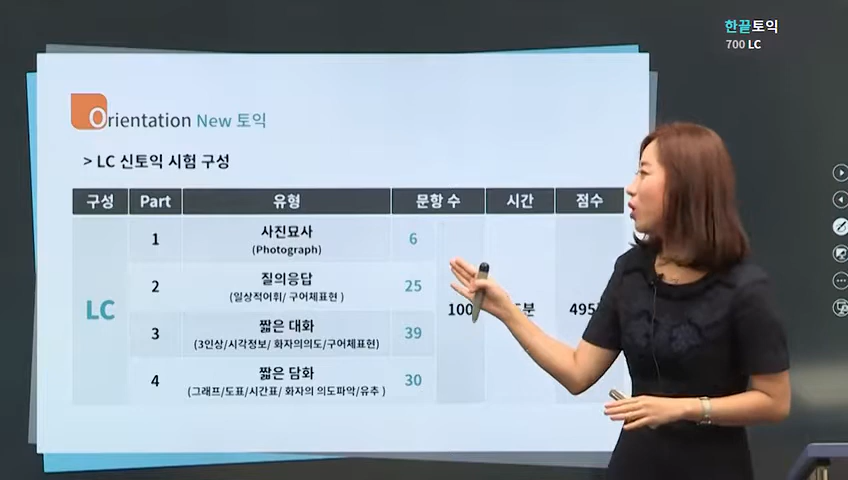 한끝토익
700 LC
Orientation New 토익
> LC 신토익 시험 구성
구성 Part 유형 문항 수 시간 점수
LC
1 사진묘사 6
(Photograph)
2 질의응답 25
(일상적어휘/ 구어체표현 )
100 분 495
3 짧은 대화 39
(3인상/시각정보/ 화자의의도/구어체표현)
4 짧은 담화 30
(그래프/도표/시간표/ 화자의 의도파악/유추 )